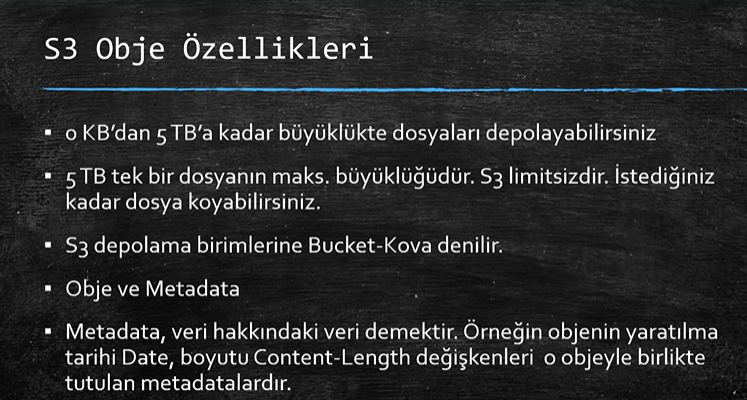 S3 Obje Özellikleri
▪ 0 KB'dan 5 TB'a kadar büyüklükte dosyaları depolayabilirsiniz
▪ 5 TB tek bir dosyanın maks. büyüklüğüdür. S3 limitsizdir. İstediğiniz
kadar dosya koyabilirsiniz.
▪ S3 depolama birimlerine Bucket-Kova denilir.
▪ Obje ve Metadata
▪ Metadata, veri hakkındaki veri demektir. Örneğin objenin yaratılma
tarihi Date, boyutu Content-Length değişkenleri o objeyle birlikte
tutulan metadatalardır.